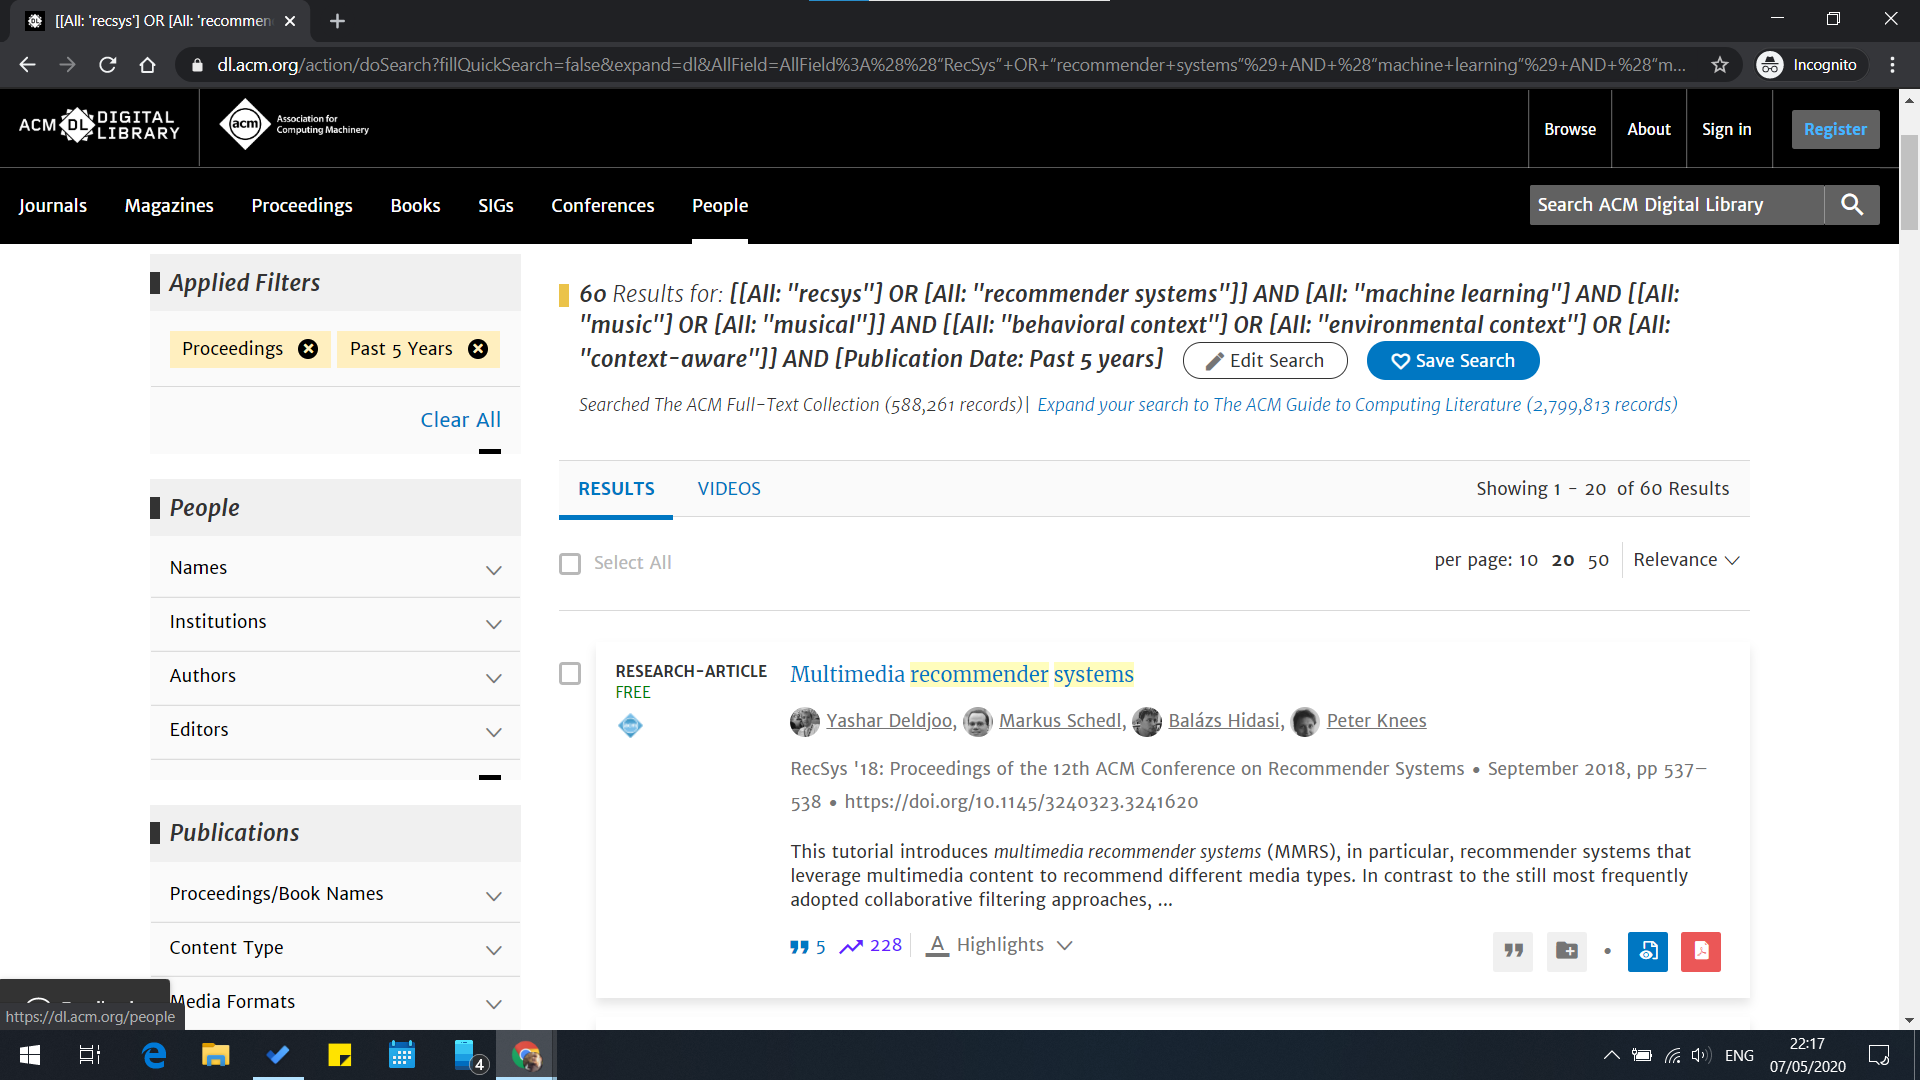 [[All: 'recsys'] OR [All: 'recommen
dl.acm.org/action/doSearch?fillQuickSearch=false&expand=dl&AllField=AllField%3A%28%28"RecSys"+OR+"recommender+systems"%29+AND+%28"machine+learning"%29+AND+%28"m...
Incognito
ACM DL DIGITAL LIBRARY
acm Association for Computing Machinery
Browse
About
Sign in
Register
Journals
Magazines
Proceedings
Books
SIGs
Conferences
People
Search ACM Digital Library
Applied Filters
Proceedings
Past 5 Years
Clear All
People
Names
Institutions
Authors
Editors
Publications
Proceedings/Book Names
Content Type
Media Formats
https://dl.acm.org/people
60 Results for: [[All: "recsys"] OR [All: "recommender systems"]] AND [All: "machine learning"] AND [[All:
"music"] OR [All: "musical"]] AND [[All: "behavioral context"] OR [All: "environmental context"] OR [All:
"context-aware"]] AND [Publication Date: Past 5 years]
Edit Search
Save Search
Searched The ACM Full-Text Collection (588,261 records)| Expand your search to The ACM Guide to Computing Literature (2,799,813 records)
RESULTS
VIDEOS
Showing 1 - 20 of 60 Results
Select All
per page: 10 20 50
Relevance
RESEARCH-ARTICLE
FREE
Multimedia recommender systems
Yashar Deldjoo, Markus Schedl, Balázs Hidasi, Peter Knees
RecSys '18: Proceedings of the 12th ACM Conference on Recommender Systems • September 2018, pp 537–
538 • https://doi.org/10.1145/3240323.3241620
This tutorial introduces multimedia recommender systems (MMRS), in particular, recommender systems that
leverage multimedia content to recommend different media types. In contrast to the still most frequently
adopted collaborative filtering approaches, ...
5
228
A Highlights
4
ENG
22:17
07/05/2020